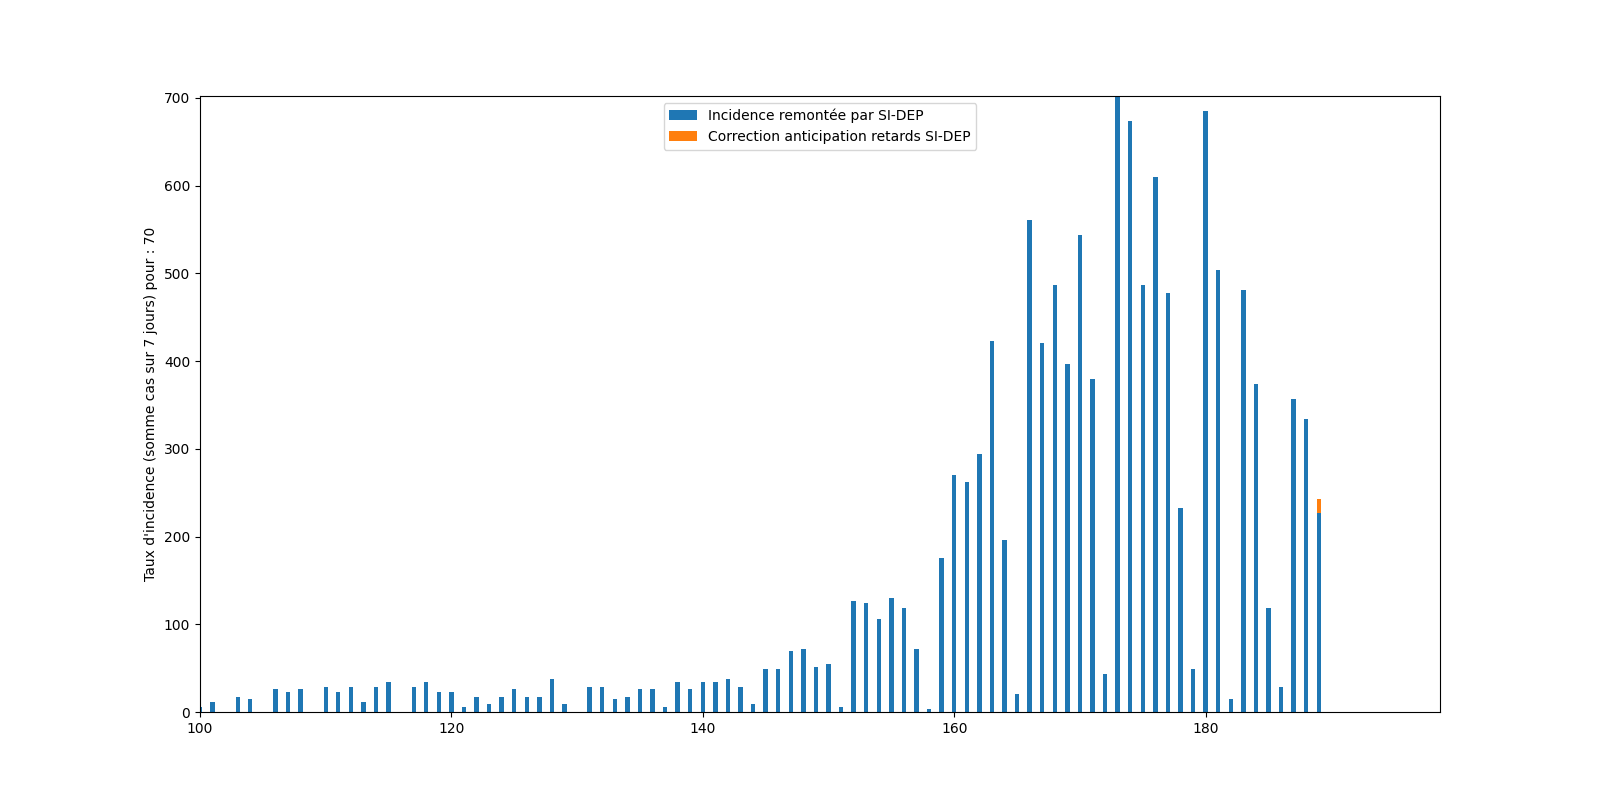 Incidence remontée par SI-DEP
Correction anticipation retards SI-DEP
Taux d'incidence (somme cas sur 7 jours) pour : 70
700
600
500
400
300
200
100
0
100 120 140 160 180